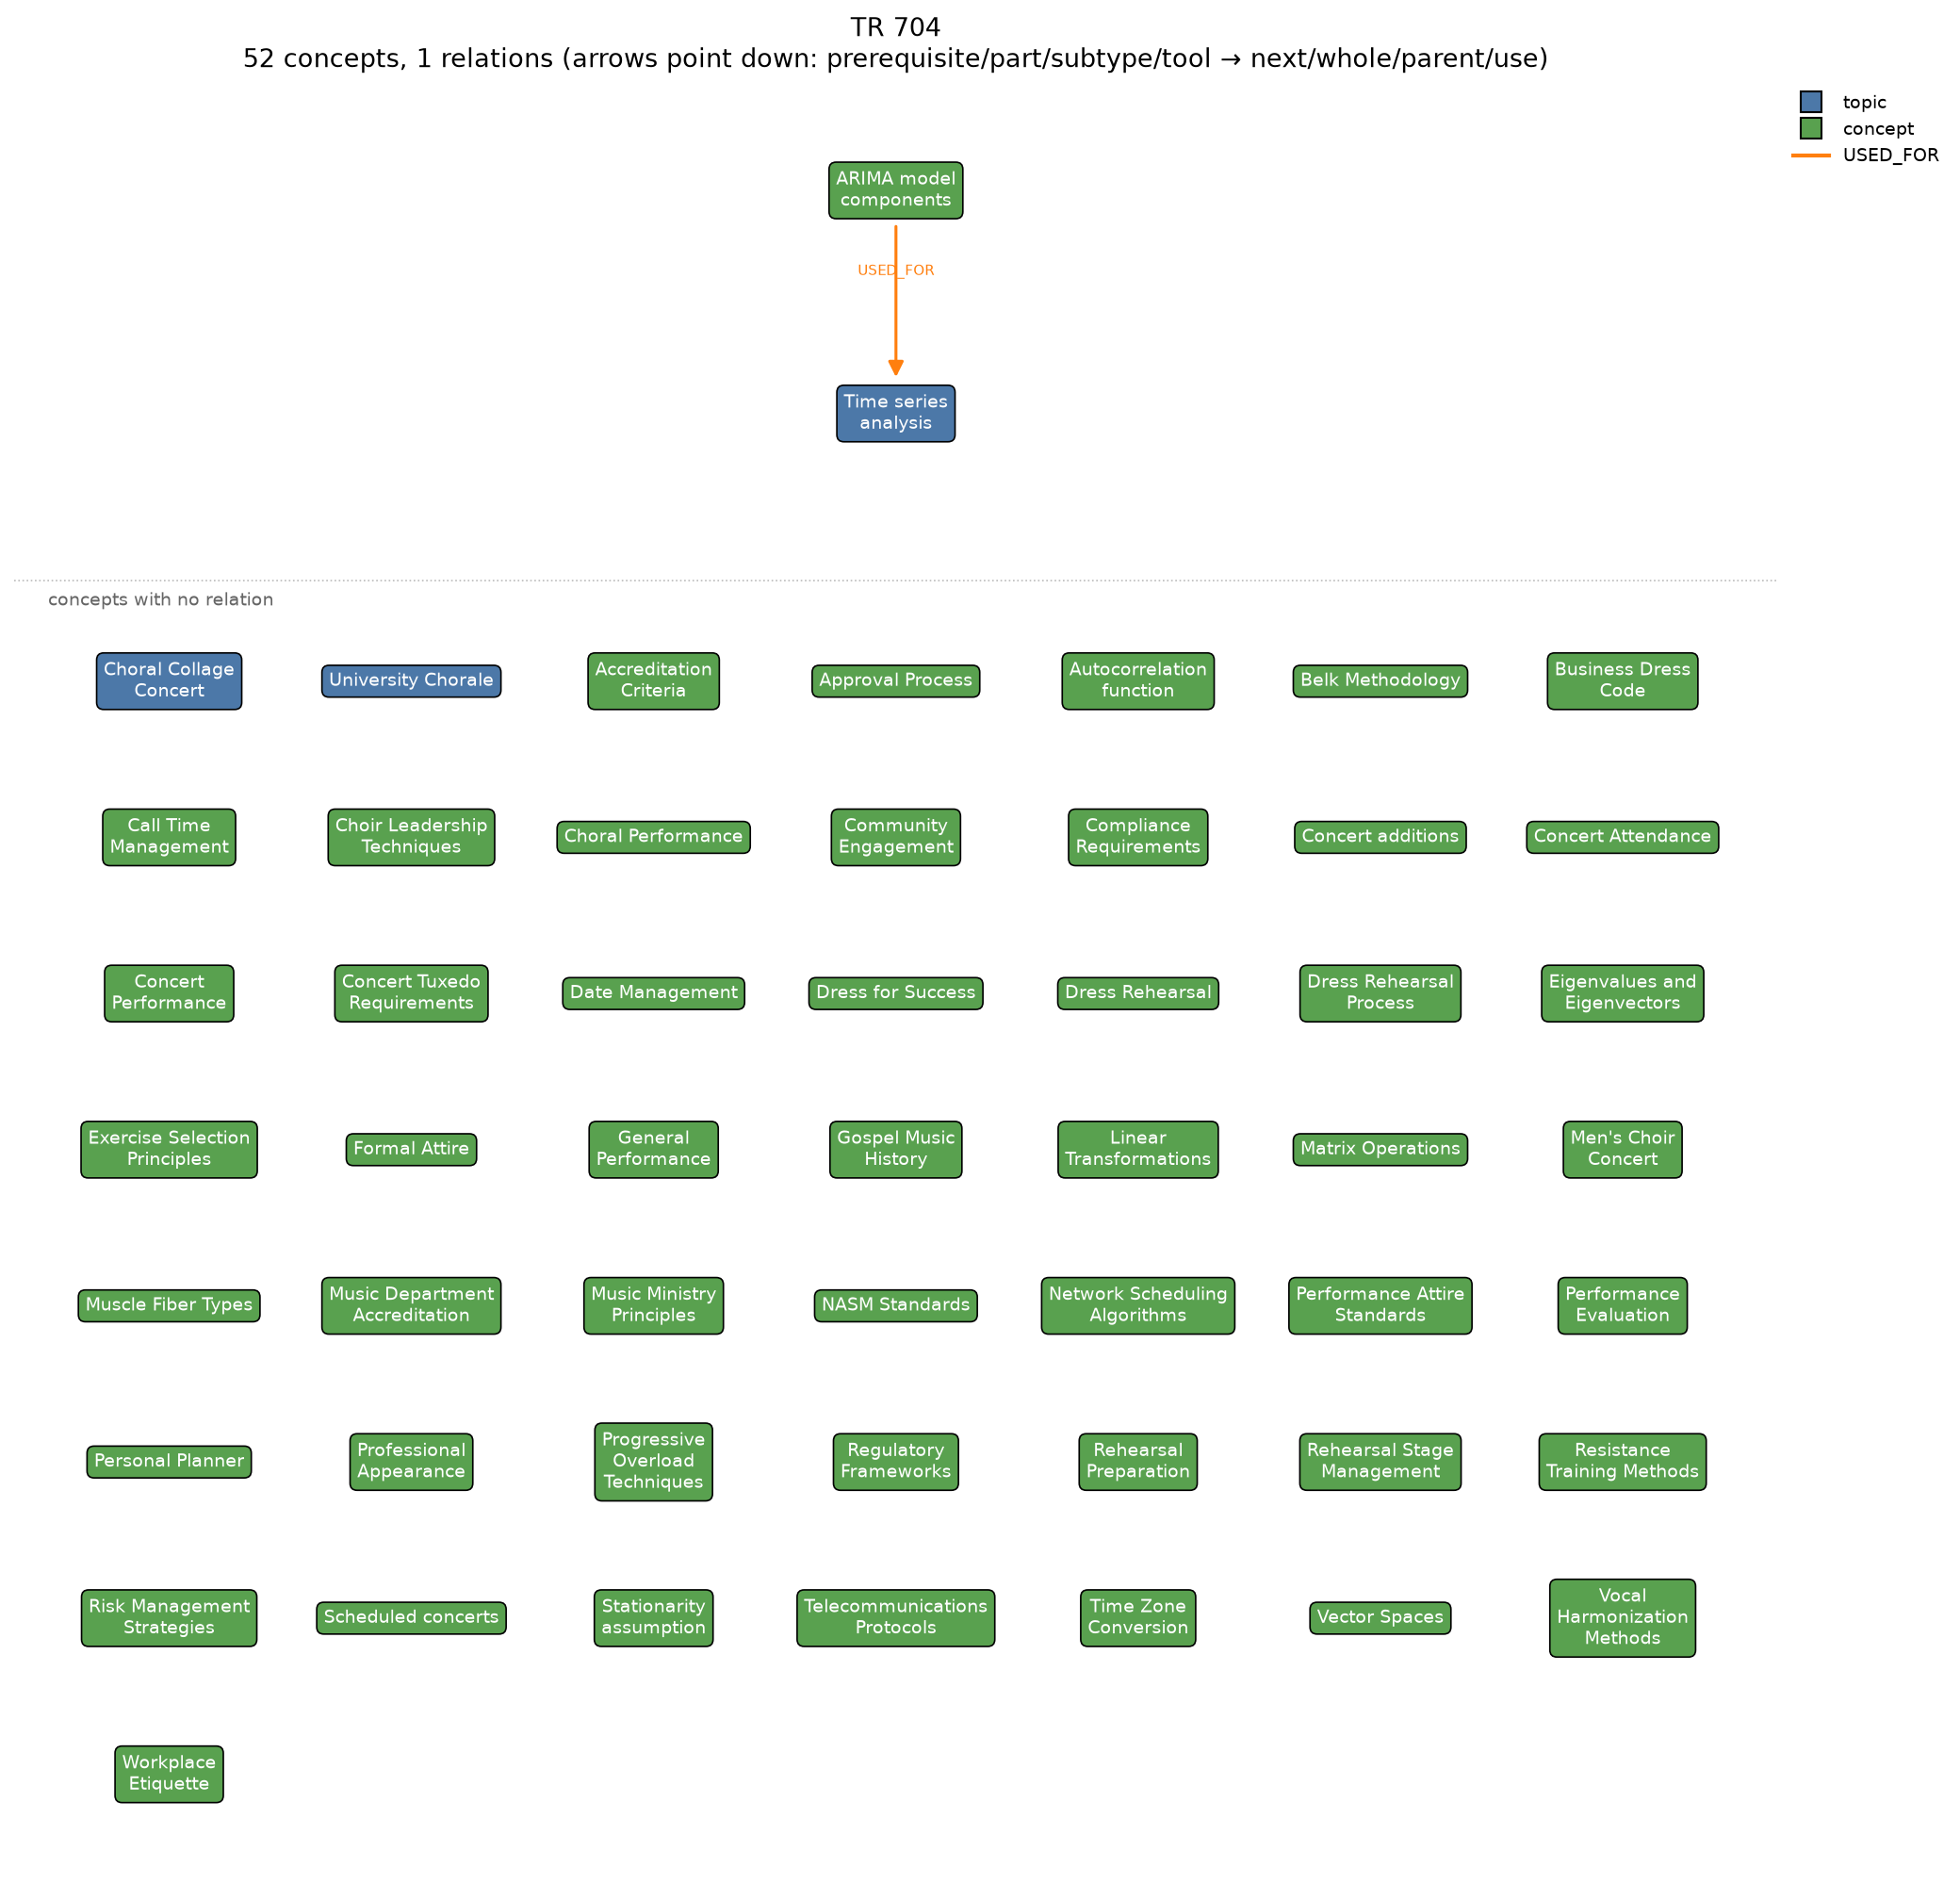 TR 704
52 concepts, 1 relations (arrows point down: prerequisite/part/subtype/tool → next/whole/parent/use)
topic
concept
USED_FOR
ARIMA model
components
USED_FOR
Time series
analysis
concepts with no relation
Choral Collage
Concert
University Chorale
Accreditation
Criteria
Approval Process
Autocorrelation
function
Belk Methodology
Business Dress
Code
Call Time
Management
Choir Leadership
Techniques
Choral Performance
Community
Engagement
Compliance
Requirements
Concert additions
Concert Attendance
Concert
Performance
Concert Tuxedo
Requirements
Date Management
Dress for Success
Dress Rehearsal
Dress Rehearsal
Process
Eigenvalues and
Eigenvectors
Exercise Selection
Principles
Formal Attire
General
Performance
Gospel Music
History
Linear
Transformations
Matrix Operations
Men's Choir
Concert
Muscle Fiber Types
Music Department
Accreditation
Music Ministry
Principles
NASM Standards
Network Scheduling
Algorithms
Performance Attire
Standards
Performance
Evaluation
Personal Planner
Professional
Appearance
Progressive
Overload
Techniques
Regulatory
Frameworks
Rehearsal
Preparation
Rehearsal Stage
Management
Resistance
Training Methods
Risk Management
Strategies
Scheduled concerts
Stationarity
assumption
Telecommunications
Protocols
Time Zone
Conversion
Vector Spaces
Vocal
Harmonization
Methods
Workplace
Etiquette